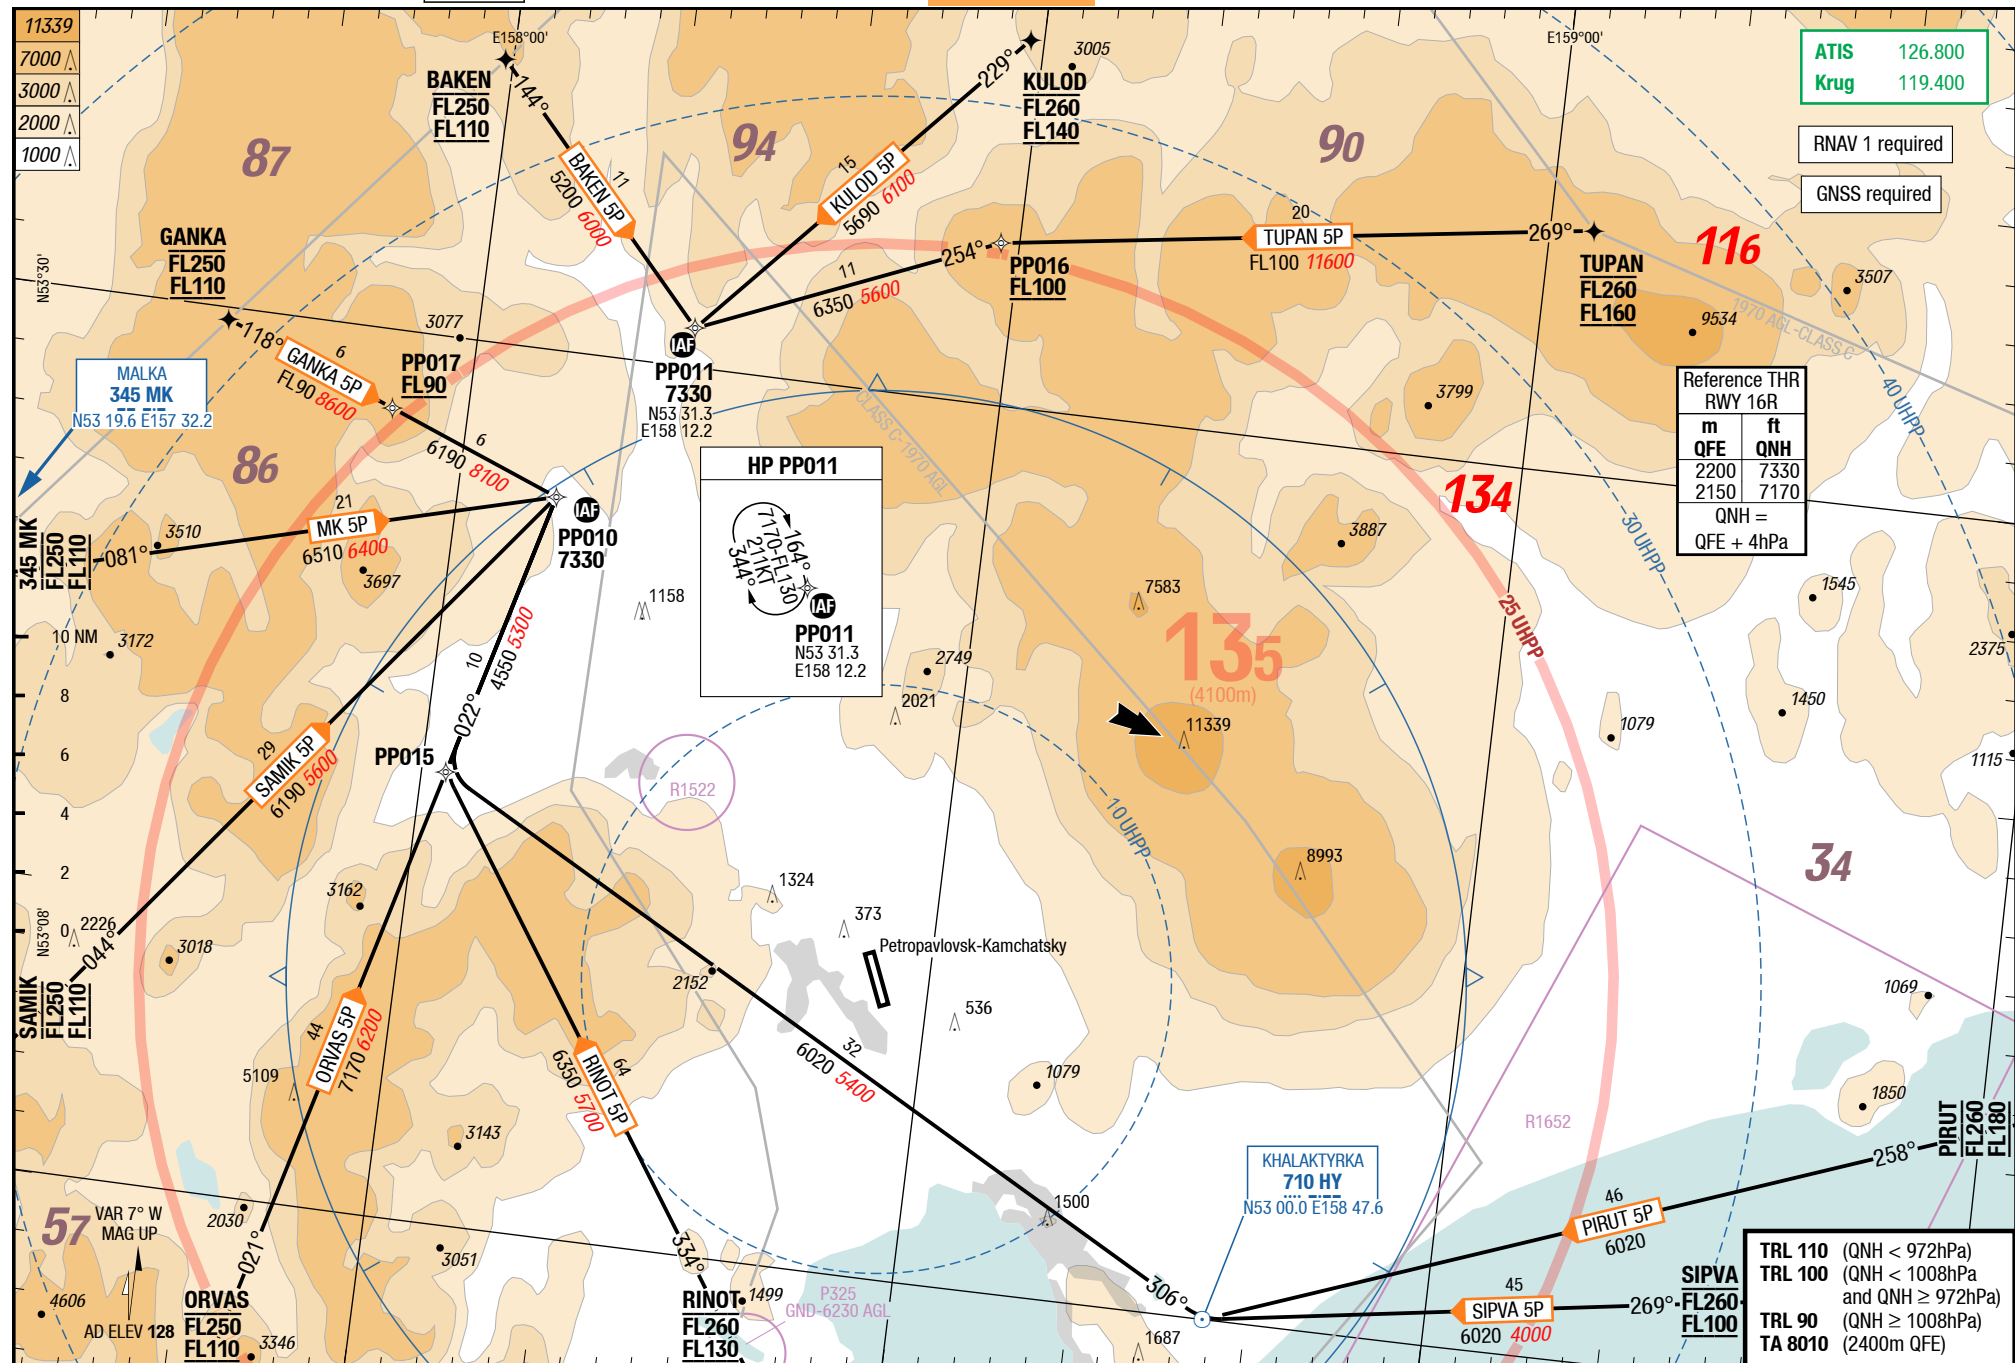 11339
7000
3000
2000
1000
E158°00'
E159°00'
BAKEN
FL250
FL110
144°
11
BAKEN 5P
5200 6000
229°
KULOD
FL260
FL140
3005
15
KULOD 5P
5690 6100
87
94
90
ATIS 126.800
Krug 119.400
RNAV 1 required
GNSS required
GANKA
FL250
FL110
118°
6
GANKA 5P
FL90 8600
N53°30'
3077
PP017
FL90
6
6190 8100
254°
11
6350 5600
PP016
FL100
20
TUPAN 5P
FL100 11600
269°
TUPAN
FL260
FL160
116
3507
1970 AGL-CLASS C
9534
IAF
PP011
7330
N53 31.3
E158 12.2
MALKA
345 MK
N53 19.6 E157 32.2
CLASS C-1970 AGL
3799
40 UHPP
Reference THR
RWY 16R
m ft
QFE QNH
2200 7330
2150 7170
QNH =
QFE + 4hPa
86
HP PP011
7170-FL130
164°
211KT
344°
IAF
PP011
N53 31.3
E158 12.2
134
30 UHPP
345 MK
FL250
FL110
081°
3510
21
MK 5P
6510 6400
3697
IAF
PP010
7330
3887
1158
7583
25 UHPP
1545
10 NM
3172
10
4550 5300
022°
2749
2021
135
(4100m)
2375
8
11339
1079
1450
6
29
SAMIK 5P
6190 5600
PP015
R1522
10 UHPP
1115
4
2
0
8993
34
3162
1324
373
N53°08'
2226
044°
3018
Petropavlovsk-Kamchatsky
2152
SAMIK
FL250
FL110
536
1069
44
ORVAS 5P
7170 6200
64
RINOT 5P
6350 5700
32
6020 5400
5109
1079
1850
3143
R1652
PIRUT
FL260
FL180
258°
KHALAKTYRKA
710 HY
N53 00.0 E158 47.6
57
VAR 7° W
MAG UP
2030
021°
3051
334°
1500
46
PIRUT 5P
6020
306°
4606
AD ELEV 128
ORVAS
FL250
FL110
3346
RINOT
FL260
FL130
1499
P325
GND-6230 AGL
1687
45
SIPVA 5P
6020 4000
269°
SIPVA
FL260
FL100
TRL 110 (QNH < 972hPa)
TRL 100 (QNH < 1008hPa
and QNH ≥ 972hPa)
TRL 90 (QNH ≥ 1008hPa)
TA 8010 (2400m QFE)